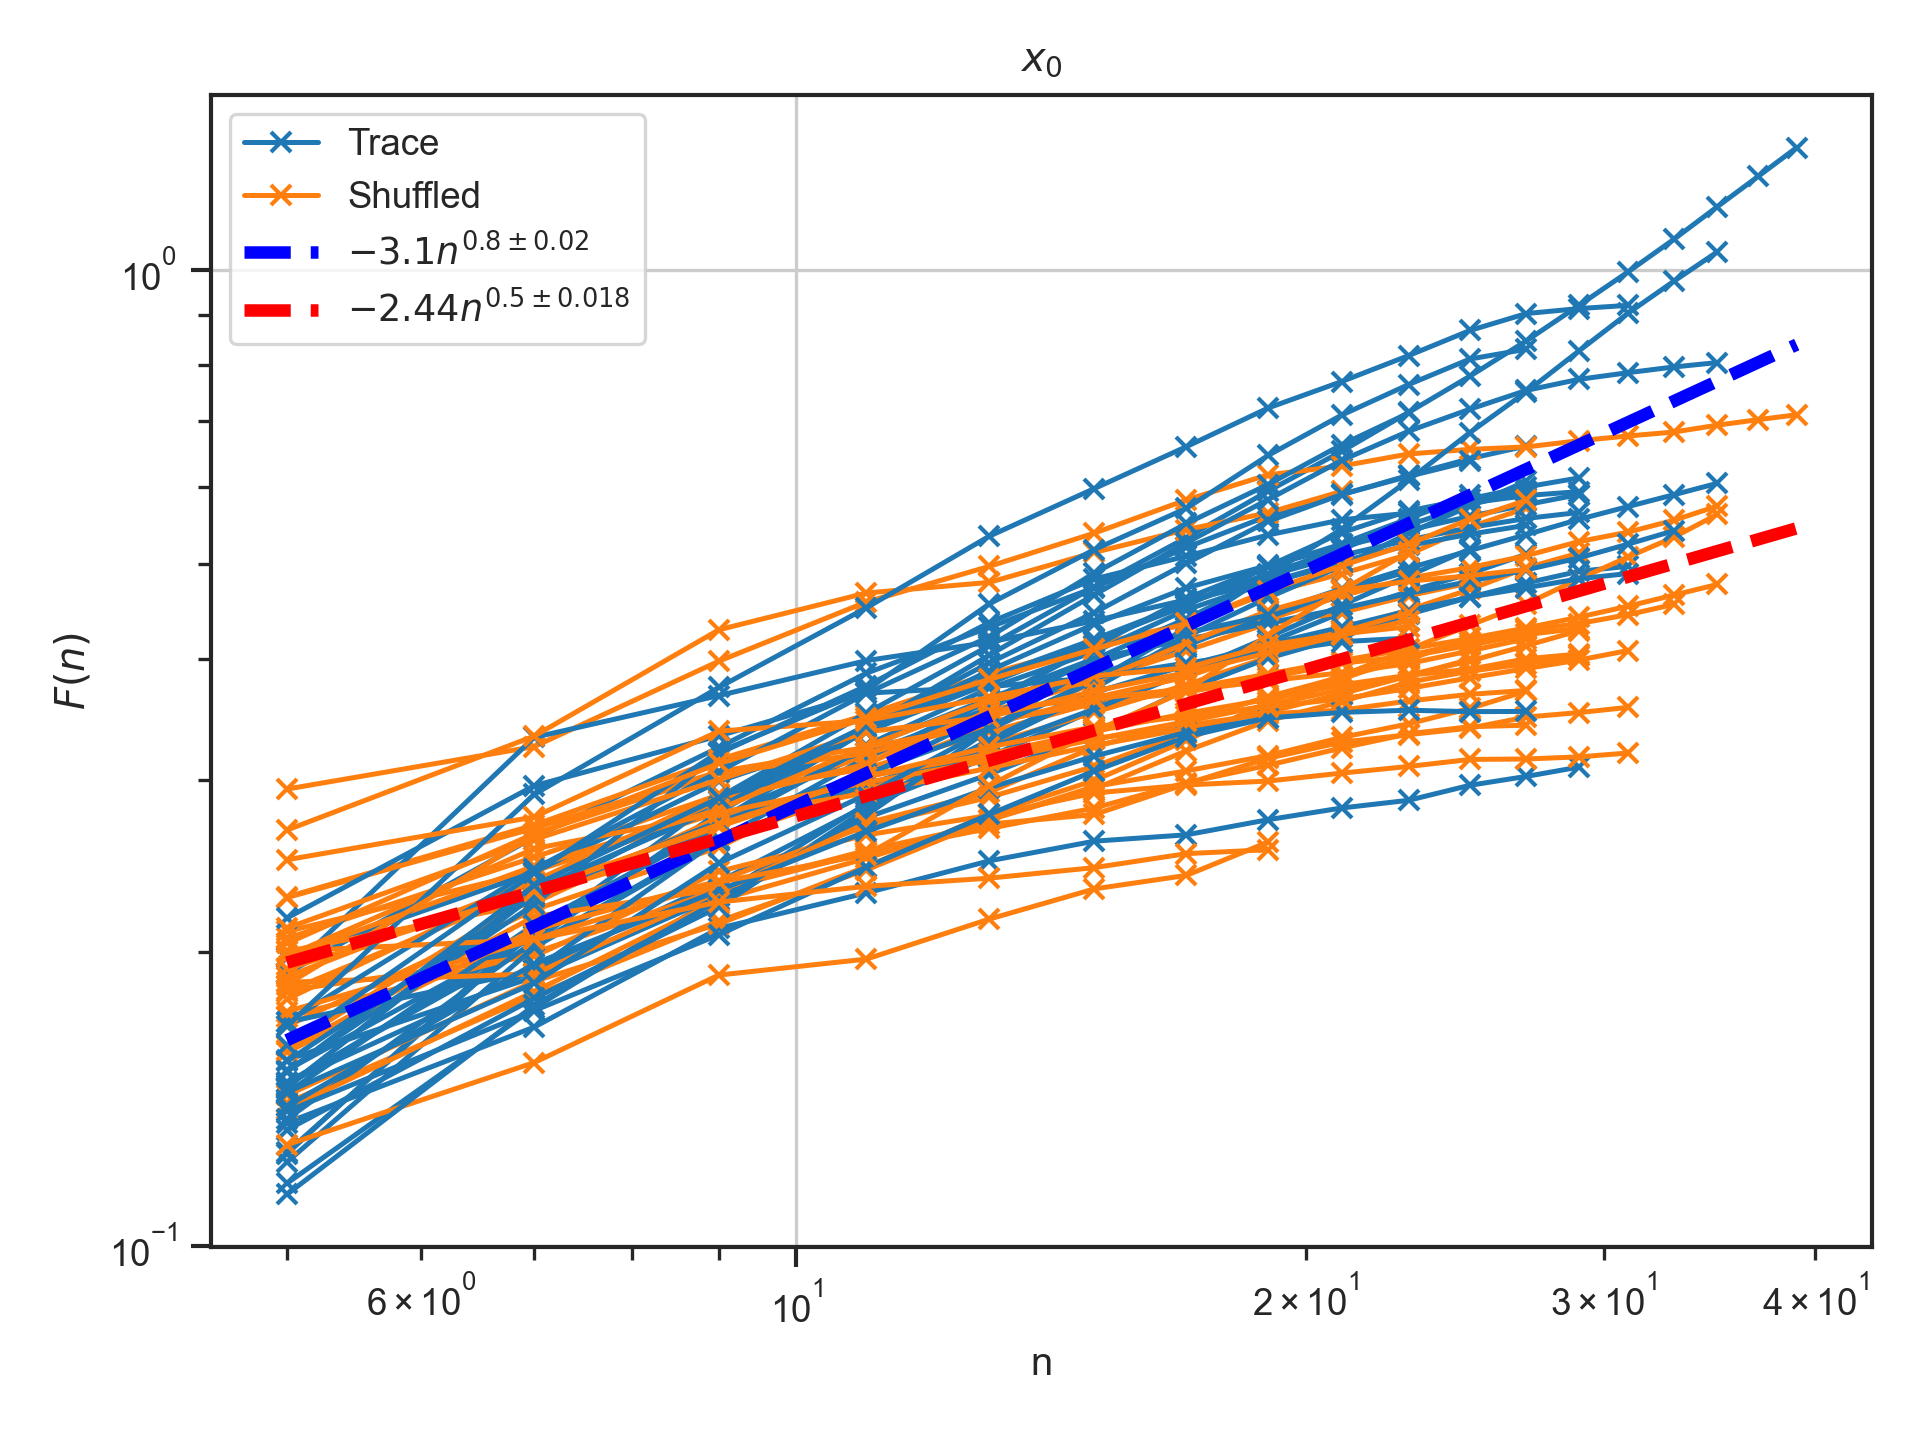 x₀
Trace
Shuffled
−3.1n^0.8 ± 0.02
−2.44n^0.5 ± 0.018
10⁰
F(n)
10⁻¹
6 × 10⁰
10¹
2 × 10¹
3 × 10¹
4 × 10¹
n